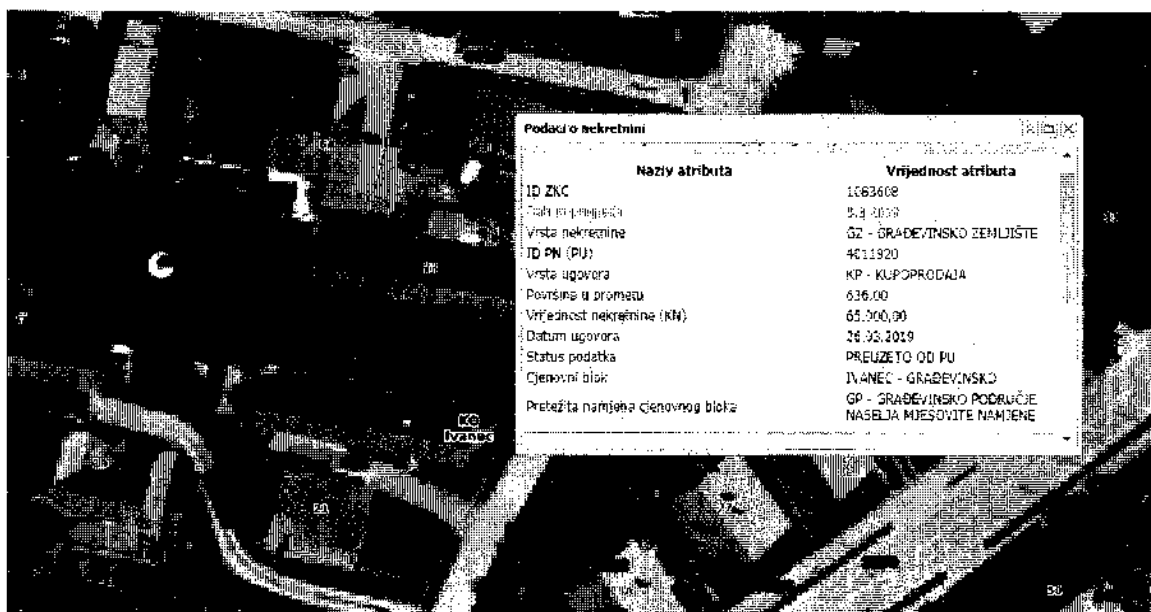 Podaci o nekretnini
Naziv atributa Vrijednost atributa
ID ZKC 1083608
Vrsta nekretnine GZ - GRAĐEVINSKO ZEMLJIŠTE
ID PN (PU) 4011920
Vrsta ugovora KP - KUPOPRODAJA
Površina u prometu 636,00
Vrijednost nekretnine (KN) 65.000,00
Datum ugovora 26.03.2019
Status podatka PREUZETO OD PU
Cjenovni blok IVANEC - GRAĐEVINSKO
Pretežita namjena cjenovnog bloka GP - GRAĐEVINSKO PODRUČJE
NASELJA MJEŠOVITE NAMJENE
KO
Ivanec